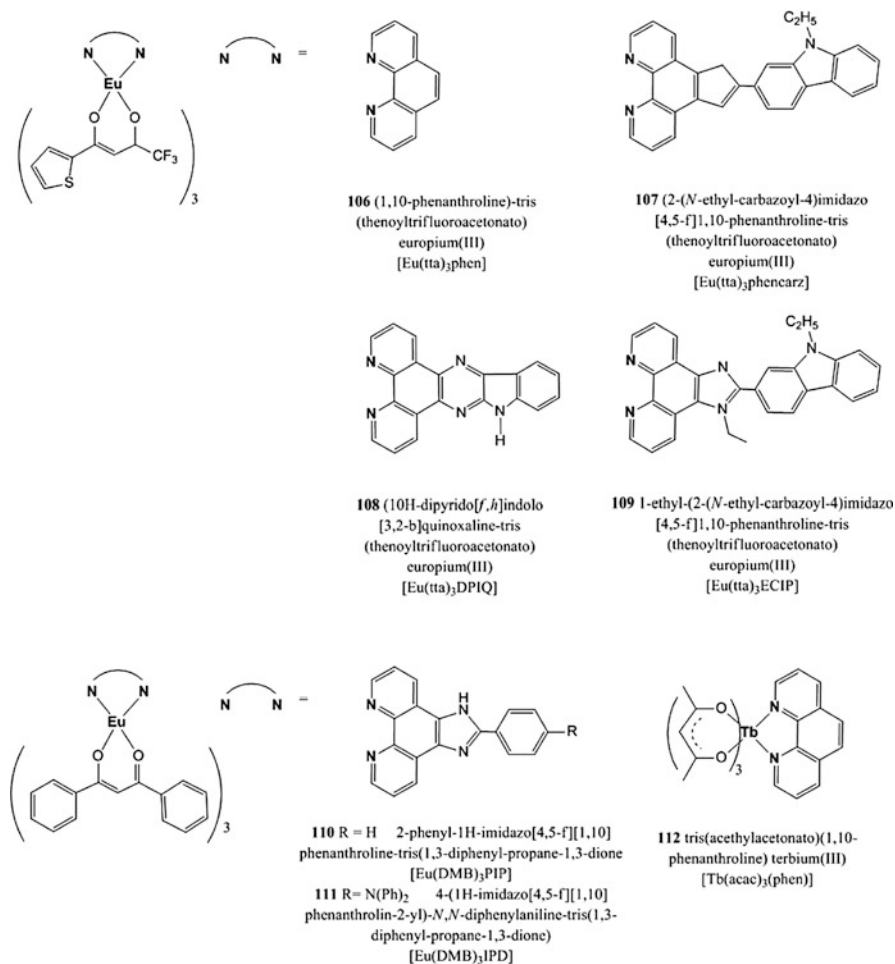 N N
Eu
O O
S
CF3
3
N N =
N
N
106 (1,10-phenanthroline)-tris
(thenoyltrifluoroacetonato)
europium(III)
[Eu(tta)3phen]
C2H5
N
N
N
107 (2-(N-ethyl-carbazoyl-4)imidazo
[4,5-f]1,10-phenanthroline-tris
(thenoyltrifluoroacetonato)
europium(III)
[Eu(tta)3phencarz]
N
N
N
N
N
H
108 (10H-dipyrido[f,h]indolo
[3,2-b]quinoxaline-tris
(thenoyltrifluoroacetonato)
europium(III)
[Eu(tta)3DPIQ]
C2H5
N
N
N
N
N
109 1-ethyl-(2-(N-ethyl-carbazoyl-4)imidazo
[4,5-f]1,10-phenanthroline-tris
(thenoyltrifluoroacetonato)
europium(III)
[Eu(tta)3ECIP]
N N
Eu
O O
3
N N =
N
N
H
N
N
R
110 R = H 2-phenyl-1H-imidazo[4,5-f][1,10]
phenanthroline-tris(1,3-diphenyl-propane-1,3-dione
[Eu(DMB)3PIP]
111 R= N(Ph)2 4-(1H-imidazo[4,5-f][1,10]
phenanthrolin-2-yl)-N,N-diphenylaniline-tris(1,3-
diphenyl-propane-1,3-dione)
[Eu(DMB)3IPD]
O
O
3
Tb
N
N
112 tris(acethylacetonato)(1,10-
phenanthroline) terbium(III)
[Tb(acac)3(phen)]